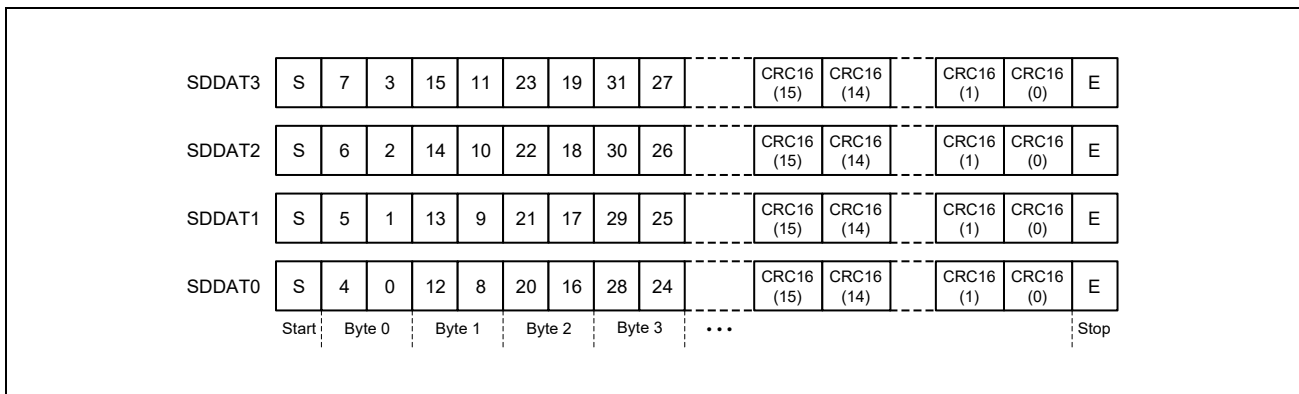 SDDAT3 S 7 3 15 11 23 19 31 27 CRC16 (15) CRC16 (14) CRC16 (1) CRC16 (0) E
SDDAT2 S 6 2 14 10 22 18 30 26 CRC16 (15) CRC16 (14) CRC16 (1) CRC16 (0) E
SDDAT1 S 5 1 13 9 21 17 29 25 CRC16 (15) CRC16 (14) CRC16 (1) CRC16 (0) E
SDDAT0 S 4 0 12 8 20 16 28 24 CRC16 (15) CRC16 (14) CRC16 (1) CRC16 (0) E
Start Byte 0 Byte 1 Byte 2 Byte 3 • • • Stop